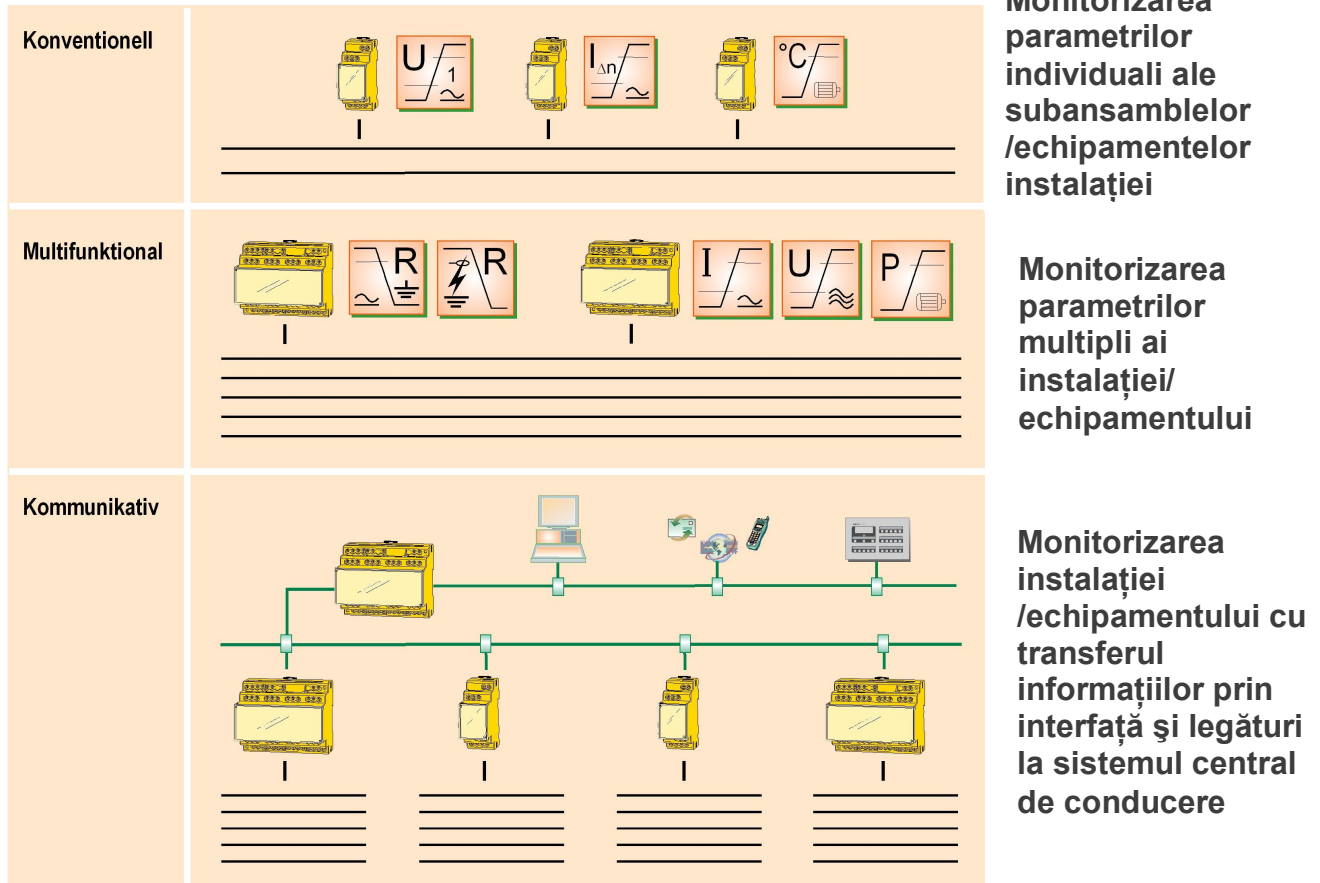 Monitorizarea
parametrilor
individuali ale
subansamblelor
/echipamentelor
instalației
Konventionell
U 1
I∆n
°C
Multifunktional
R
R
I
U
P
Monitorizarea
parametrilor
multipli ai
instalației/
echipamentului
Kommunikativ
Monitorizarea
instalației
/echipamentului cu
transferul
informațiilor prin
interfață şi legături
la sistemul central
de conducere